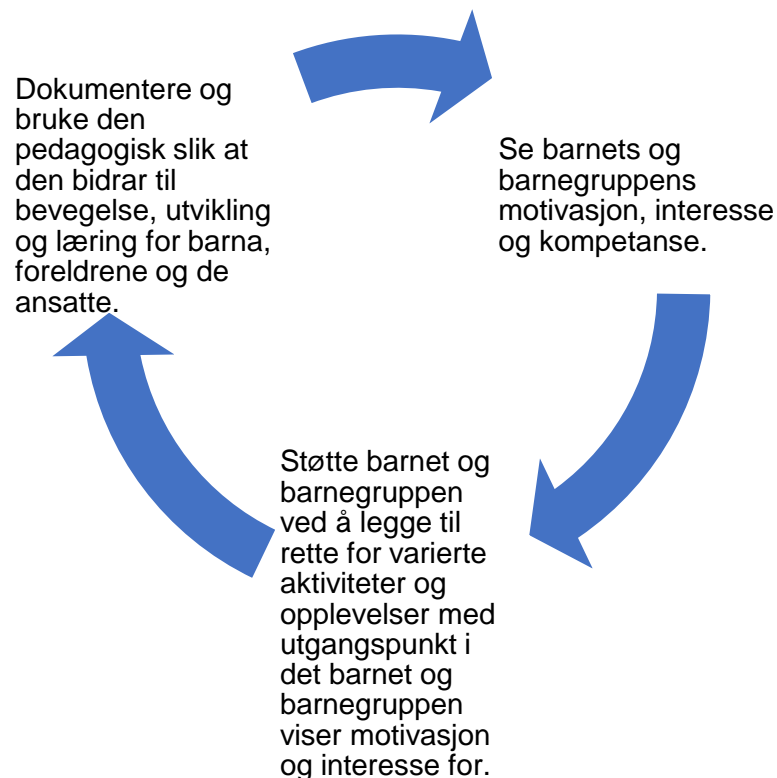 Dokumentere og
bruke den
pedagogisk slik at
den bidrar til
bevegelse, utvikling
og læring for barna,
foreldrene og de
ansatte.
Se barnets og
barnegruppens
motivasjon, interesse
og kompetanse.
Støtte barnet og
barnegruppen
ved å legge til
rette for varierte
aktiviteter og
opplevelser med
utgangspunkt i
det barnet og
barnegruppen
viser motivasjon
og interesse for.